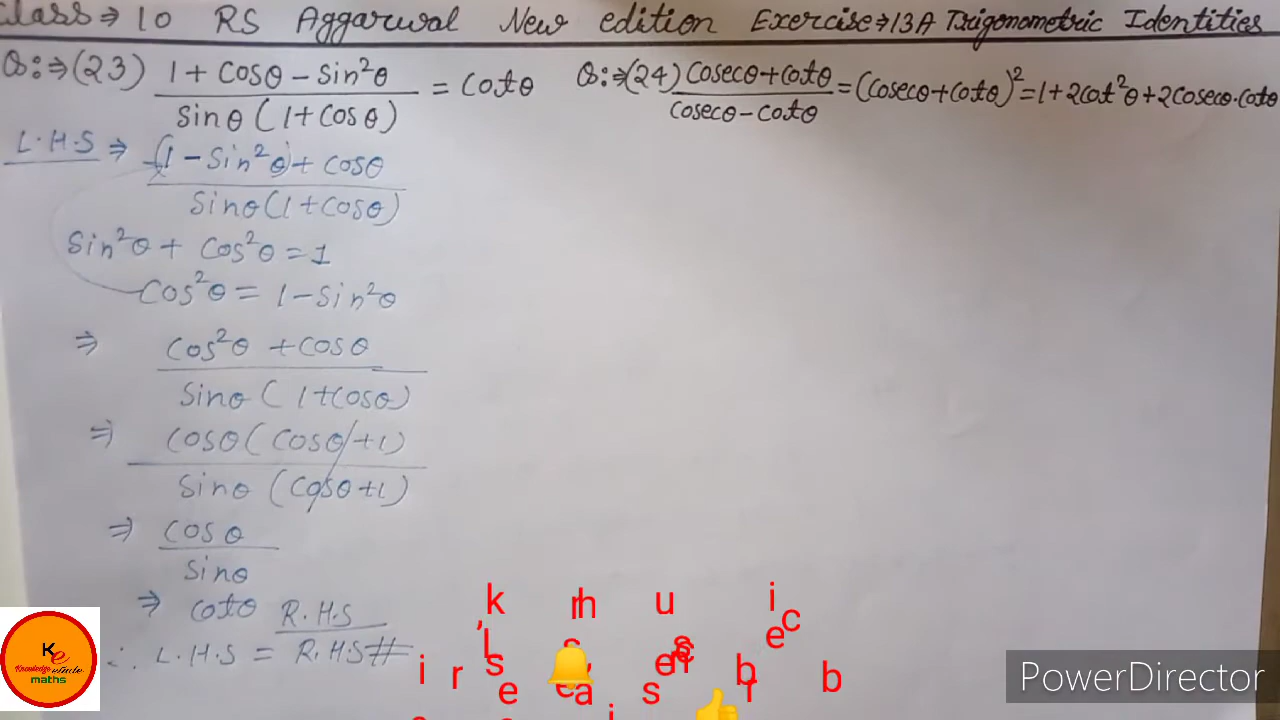 Class⇒ 10 RS Aggarwal New edition Exercise⇒13A Trigonometric Identities
Q:⇒(23) 1 + Cosθ – Sin²θ / Sinθ (1 + Cosθ) = Cotθ
L.H.S ⇒ (1 – Sin²θ) + Cosθ / Sinθ(1 + Cosθ)
Sin²θ + Cos²θ = 1
Cos²θ = 1 – Sin²θ
⇒ Cos²θ + Cosθ / Sinθ (1 + Cosθ)
⇒ Cosθ (Cosθ + 1) / Sinθ (Cosθ + 1)
⇒ Cosθ / Sinθ
⇒ Cotθ R.H.S
∴ L.H.S = R.H.S #
Q:⇒(24) Cosecθ + Cotθ / Cosecθ – Cotθ = (Cosecθ + Cotθ)² = 1 + 2Cot²θ + 2Cosecθ.Cotθ
Ke
Knowledge
maths
PowerDirector